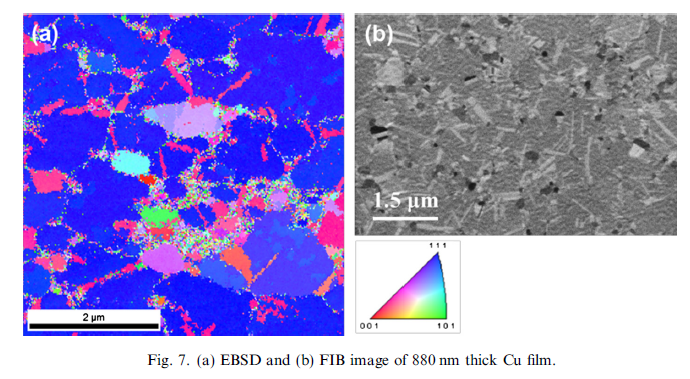 (a)
(b)
2 μm
1.5 μm
111
001
101
Fig. 7. (a) EBSD and (b) FIB image of 880 nm thick Cu film.